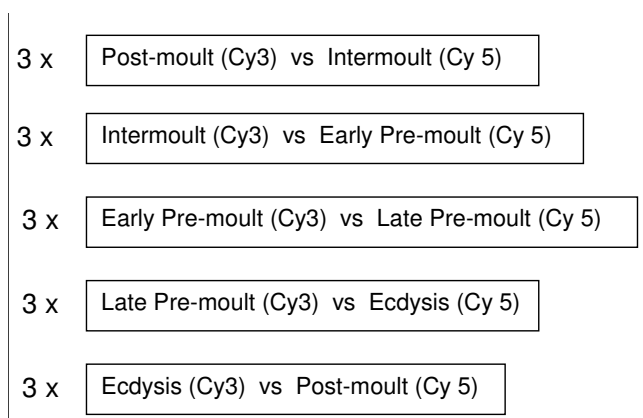 3 x Post-moult (Cy3) vs Intermoult (Cy 5)
3 x Intermoult (Cy3) vs Early Pre-moult (Cy 5)
3 x Early Pre-moult (Cy3) vs Late Pre-moult (Cy 5)
3 x Late Pre-moult (Cy3) vs Ecdysis (Cy 5)
3 x Ecdysis (Cy3) vs Post-moult (Cy 5)